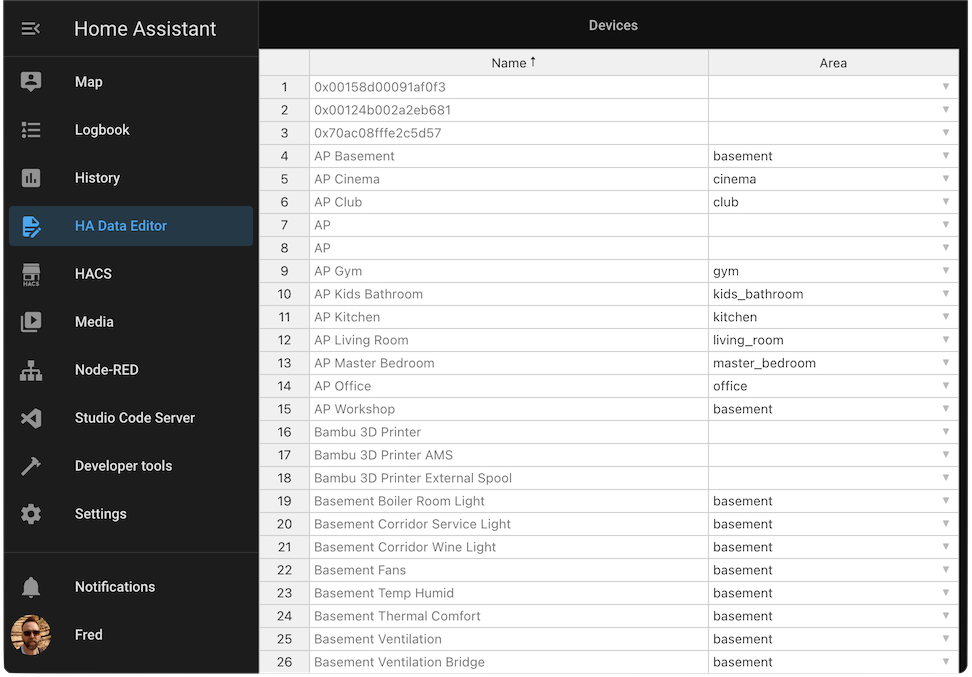 Home Assistant
Map
Logbook
History
HA Data Editor
HACS
HACS
Media
Node-RED
Studio Code Server
Developer tools
Settings
Notifications
Fred
Devices
Name ↑ Area
1 0x00158d00091af0f3
2 0x00124b002a2eb681
3 0x70ac08fffe2c5d57
4 AP Basement basement
5 AP Cinema cinema
6 AP Club club
7 AP
8 AP
9 AP Gym gym
10 AP Kids Bathroom kids_bathroom
11 AP Kitchen kitchen
12 AP Living Room living_room
13 AP Master Bedroom master_bedroom
14 AP Office office
15 AP Workshop basement
16 Bambu 3D Printer
17 Bambu 3D Printer AMS
18 Bambu 3D Printer External Spool
19 Basement Boiler Room Light basement
20 Basement Corridor Service Light basement
21 Basement Corridor Wine Light basement
22 Basement Fans basement
23 Basement Temp Humid basement
24 Basement Thermal Comfort basement
25 Basement Ventilation basement
26 Basement Ventilation Bridge basement